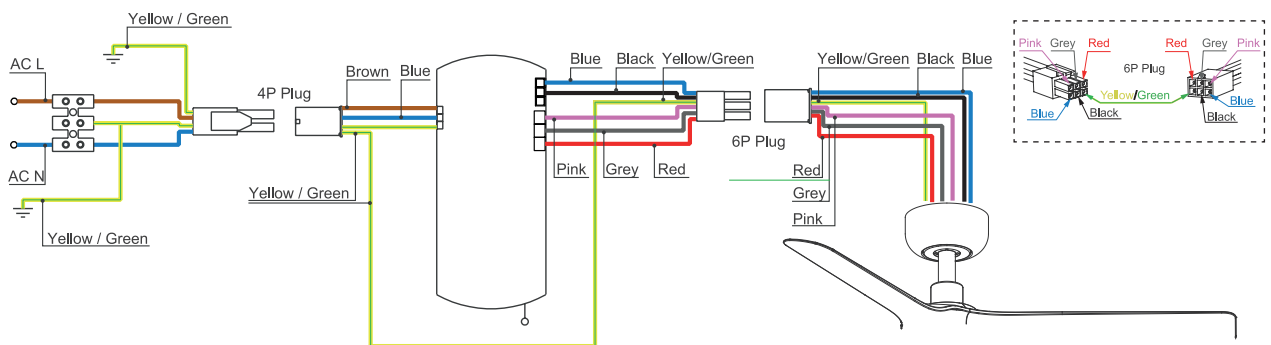 Yellow / Green
AC L
AC N
Yellow / Green
4P Plug
Brown
Blue
Yellow / Green
Blue
Black
Yellow/Green
Pink
Grey
Red
6P Plug
Yellow/Green
Black
Blue
Red
Grey
Pink
Pink
Grey
Red
6P Plug
Red
Grey
Pink
Yellow/Green
Blue
Black
Blue
Black